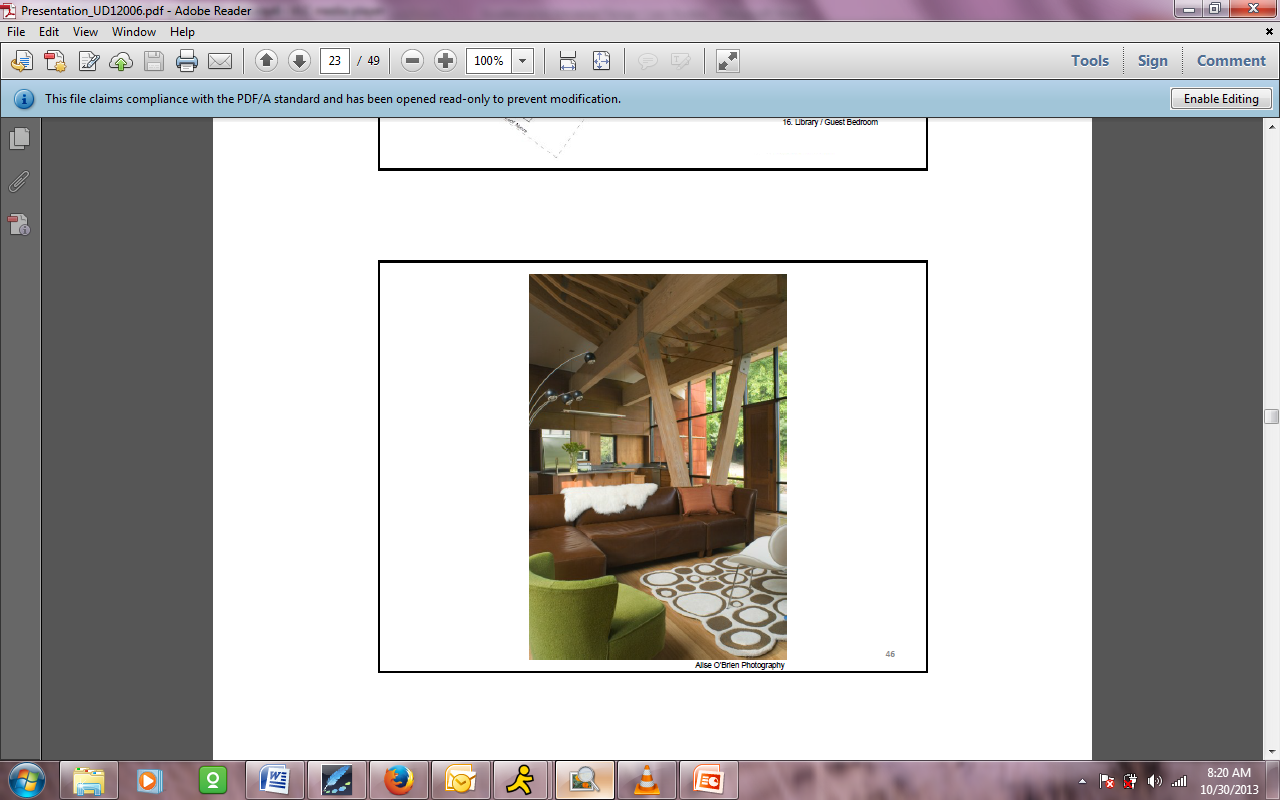 Presentation_UD12006.pdf - Adobe Reader
File Edit View Window Help
23 / 49 100% Tools Sign Comment
This file claims compliance with the PDF/A standard and has been opened read-only to prevent modification. Enable Editing
16. Library / Guest Bedroom
46
Alise O'Brien Photography
8:20 AM
10/30/2013